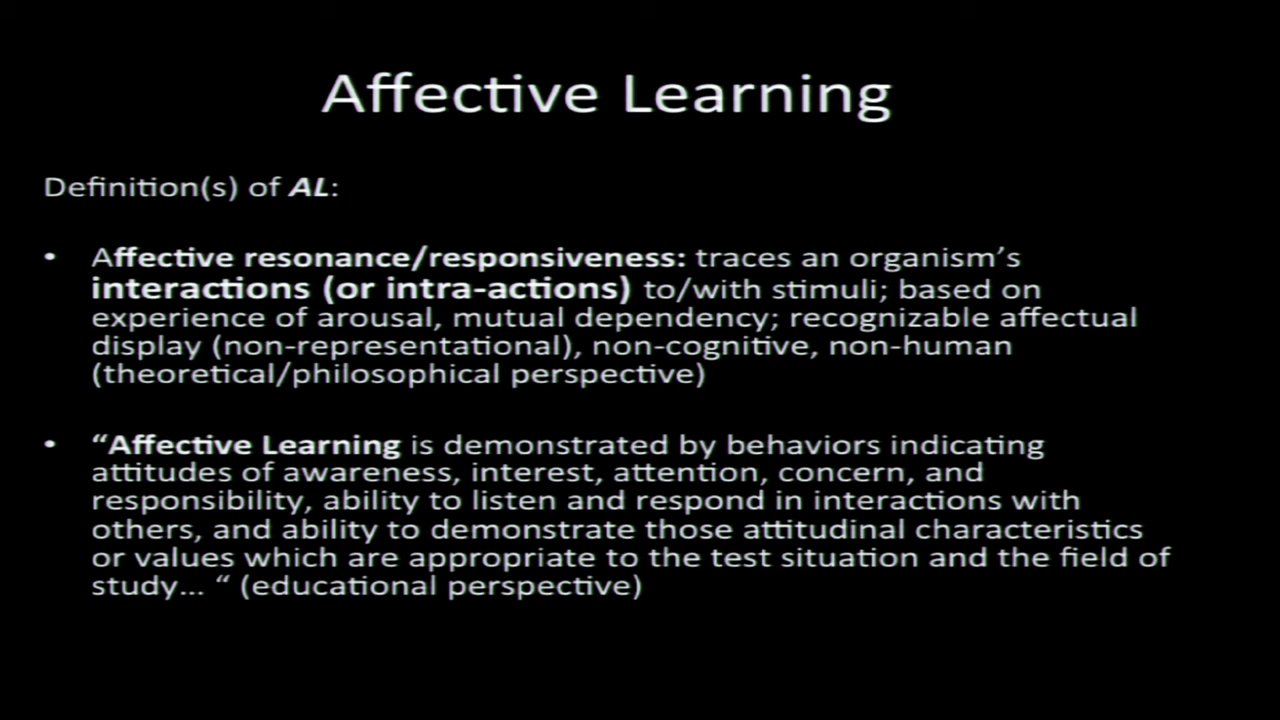 Affective Learning
Definition(s) of AL:
• Affective resonance/responsiveness: traces an organism's
interactions (or intra-actions) to/with stimuli; based on
experience of arousal, mutual dependency; recognizable affectual
display (non-representational), non-cognitive, non-human
(theoretical/philosophical perspective)
• “Affective Learning is demonstrated by behaviors indicating
attitudes of awareness, interest, attention, concern, and
responsibility, ability to listen and respond in interactions with
others, and ability to demonstrate those attitudinal characteristics
or values which are appropriate to the test situation and the field of
study... “ (educational perspective)